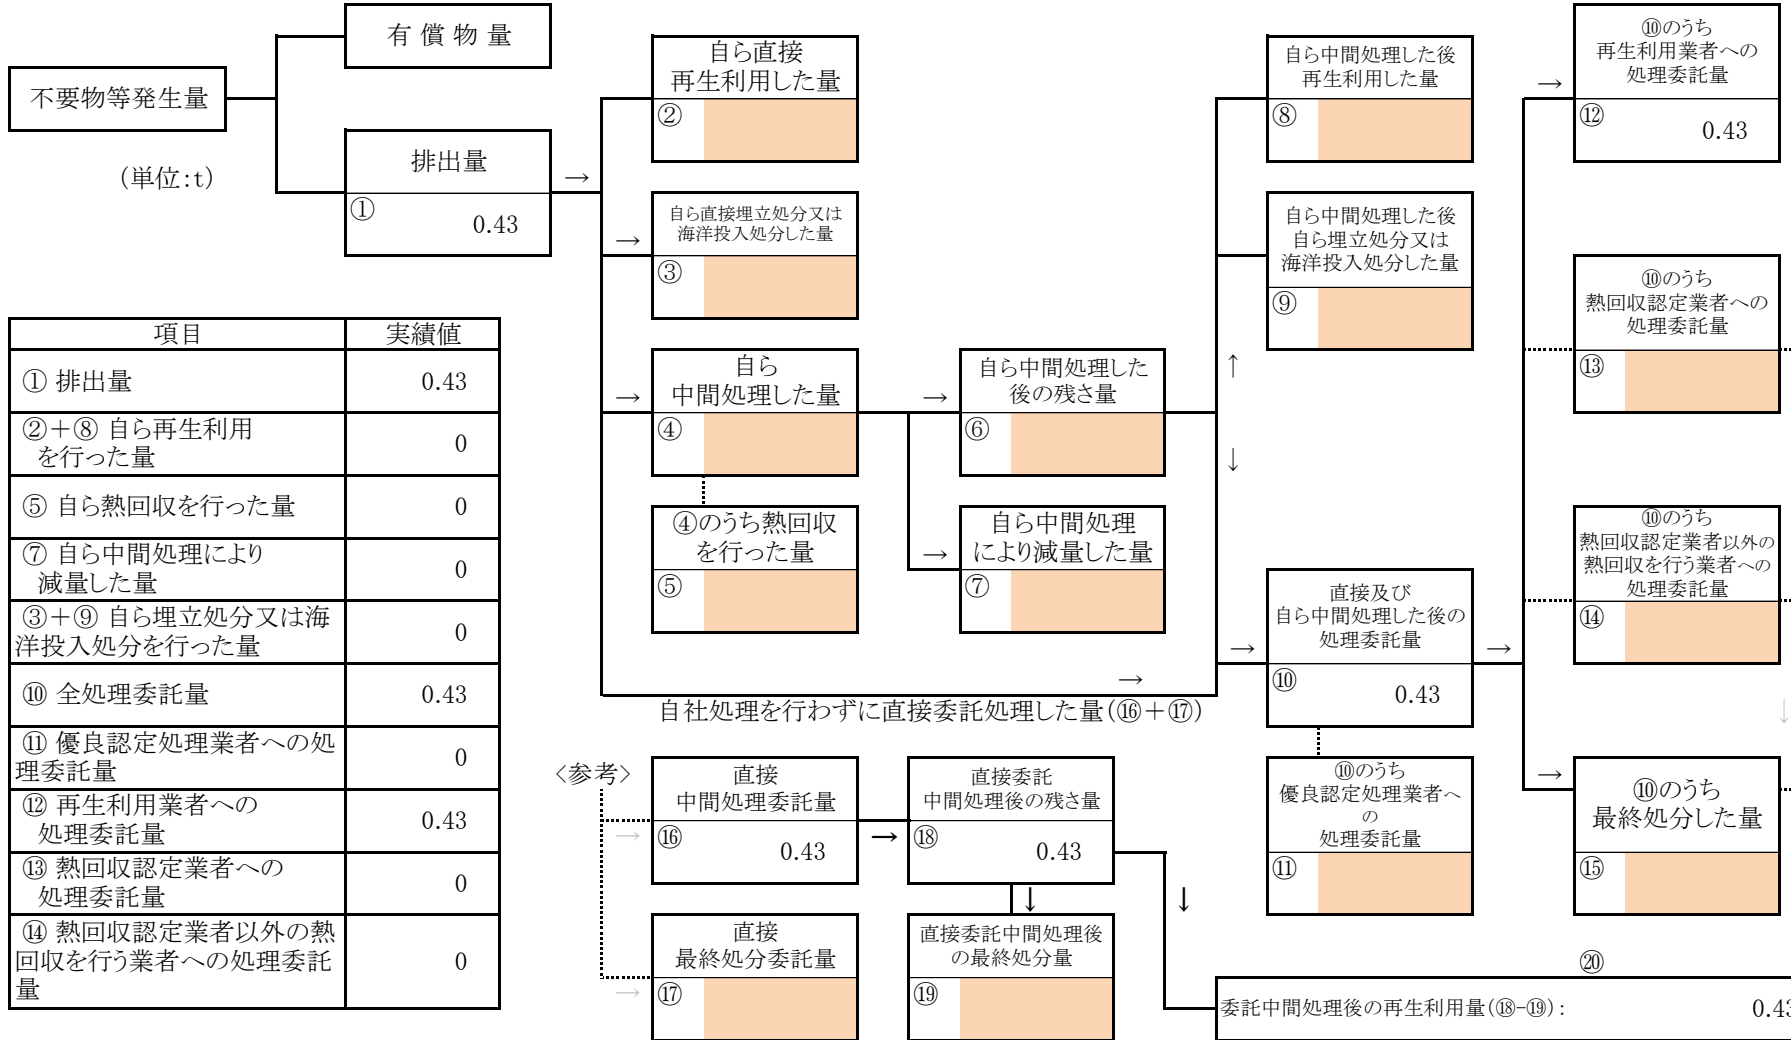 有 償 物 量
不要物等発生量
(単位:t)
排出量
①
0.43
→
自ら直接
再生利用した量
②
→
自ら直接埋立処分又は
海洋投入処分した量
③
→
自ら
中間処理した量
④
④のうち熱回収
を行った量
⑤
→
自ら中間処理した
後の残さ量
⑥
→
自ら中間処理
により減量した量
⑦
自ら中間処理した後
再生利用した量
⑧
自ら中間処理した後
自ら埋立処分又は
海洋投入処分した量
⑨
↑
↓
→
自社処理を行わずに直接委託処理した量(⑯+⑰)
→
直接及び
自ら中間処理した後の
処理委託量
⑩
0.43
⑩のうち
優良認定処理業者へ
の
処理委託量
⑪
→
→
⑩のうち
再生利用業者への
処理委託量
⑫
0.43
⑩のうち
熱回収認定業者への
処理委託量
⑬
⑩のうち
熱回収認定業者以外の
熱回収を行う業者への
処理委託量
⑭
↓
→
⑩のうち
最終処分した量
⑮
項目
実績値
① 排出量
0.43
②+⑧ 自ら再生利用
を行った量
0
⑤ 自ら熱回収を行った量
0
⑦ 自ら中間処理により
減量した量
0
③+⑨ 自ら埋立処分又は海
洋投入処分を行った量
0
⑩ 全処理委託量
0.43
⑪ 優良認定処理業者への処
理委託量
0
⑫ 再生利用業者への
処理委託量
0.43
⑬ 熱回収認定業者への
処理委託量
0
⑭ 熱回収認定業者以外の熱
回収を行う業者への処理委託
量
0
<参考>
→
直接
中間処理委託量
⑯
0.43
→
直接委託
中間処理後の残さ量
⑱
0.43
↓
↓
→
直接
最終処分委託量
⑰
直接委託中間処理後
の最終処分量
⑲
⑳
委託中間処理後の再生利用量(⑱-⑲):
0.43